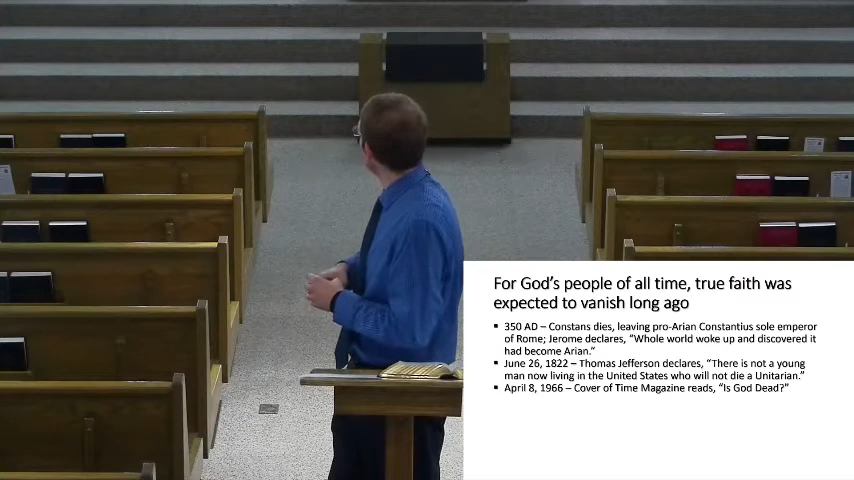 For God's people of all time, true faith was
expected to vanish long ago
▪ 350 AD – Constans dies, leaving pro-Arian Constantius sole emperor
of Rome; Jerome declares, "Whole world woke up and discovered it
had become Arian."
▪ June 26, 1822 – Thomas Jefferson declares, "There is not a young
man now living in the United States who will not die a Unitarian."
▪ April 8, 1966 – Cover of Time Magazine reads, "Is God Dead?"